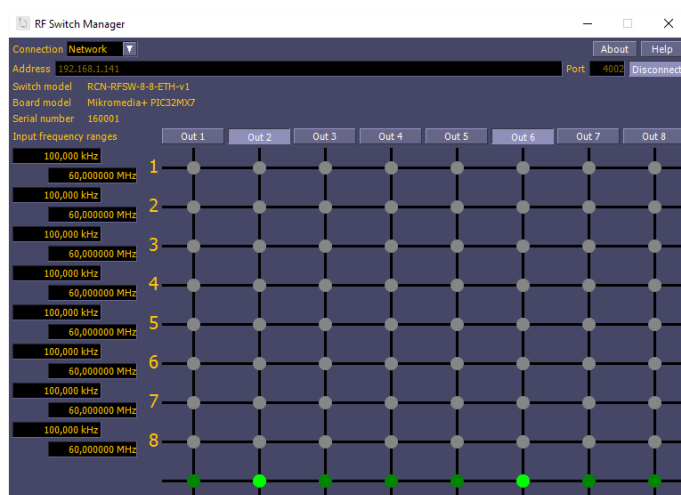 RF Switch Manager
Connection Network About Help
Address 192.168.1.141 Port 4002 Disconnect
Switch model RCN-RFSW-8-8-ETH-v1
Board model Mikromedia+ PIC32MX7
Serial number 160001
Input frequency ranges Out 1 Out 2 Out 3 Out 4 Out 5 Out 6 Out 7 Out 8
100,000 kHz
1
60,000000 MHz
100,000 kHz
2
60,000000 MHz
100,000 kHz
3
60,000000 MHz
100,000 kHz
4
60,000000 MHz
100,000 kHz
5
60,000000 MHz
100,000 kHz
6
60,000000 MHz
100,000 kHz
7
60,000000 MHz
100,000 kHz
8
60,000000 MHz